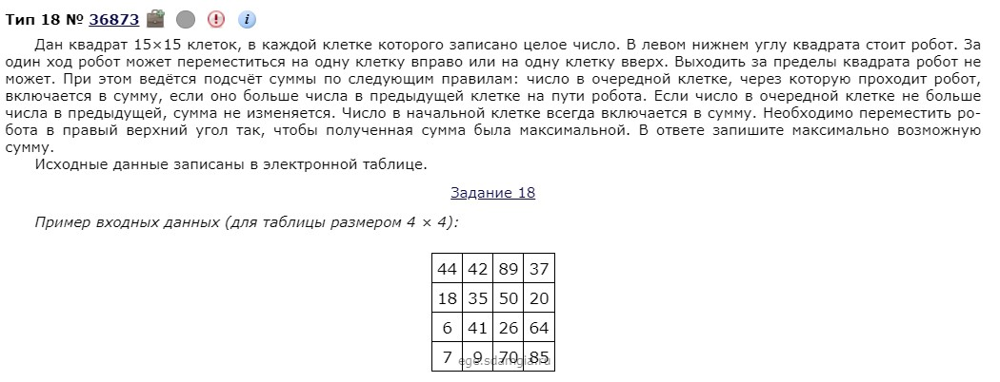 Тип 18 № 36873
Дан квадрат 15×15 клеток, в каждой клетке которого записано целое число. В левом нижнем углу квадрата стоит робот. За
один ход робот может переместиться на одну клетку вправо или на одну клетку вверх. Выходить за пределы квадрата робот не
может. При этом ведётся подсчёт суммы по следующим правилам: число в очередной клетке, через которую проходит робот,
включается в сумму, если оно больше числа в предыдущей клетке на пути робота. Если число в очередной клетке не больше
числа в предыдущей, сумма не изменяется. Число в начальной клетке всегда включается в сумму. Необходимо переместить ро-
бота в правый верхний угол так, чтобы полученная сумма была максимальной. В ответе запишите максимально возможную
сумму.
Исходные данные записаны в электронной таблице.
Задание 18
Пример входных данных (для таблицы размером 4 × 4):
44 42 89 37
18 35 50 20
6 41 26 64
7 9 70 85
ege.sdamgia.ru